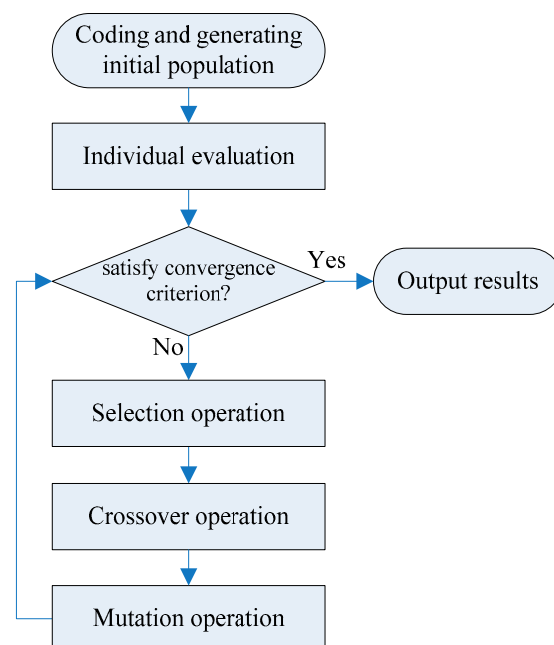 Coding and generating
initial population
Individual evaluation
satisfy convergence
criterion?
Yes
Output results
No
Selection operation
Crossover operation
Mutation operation